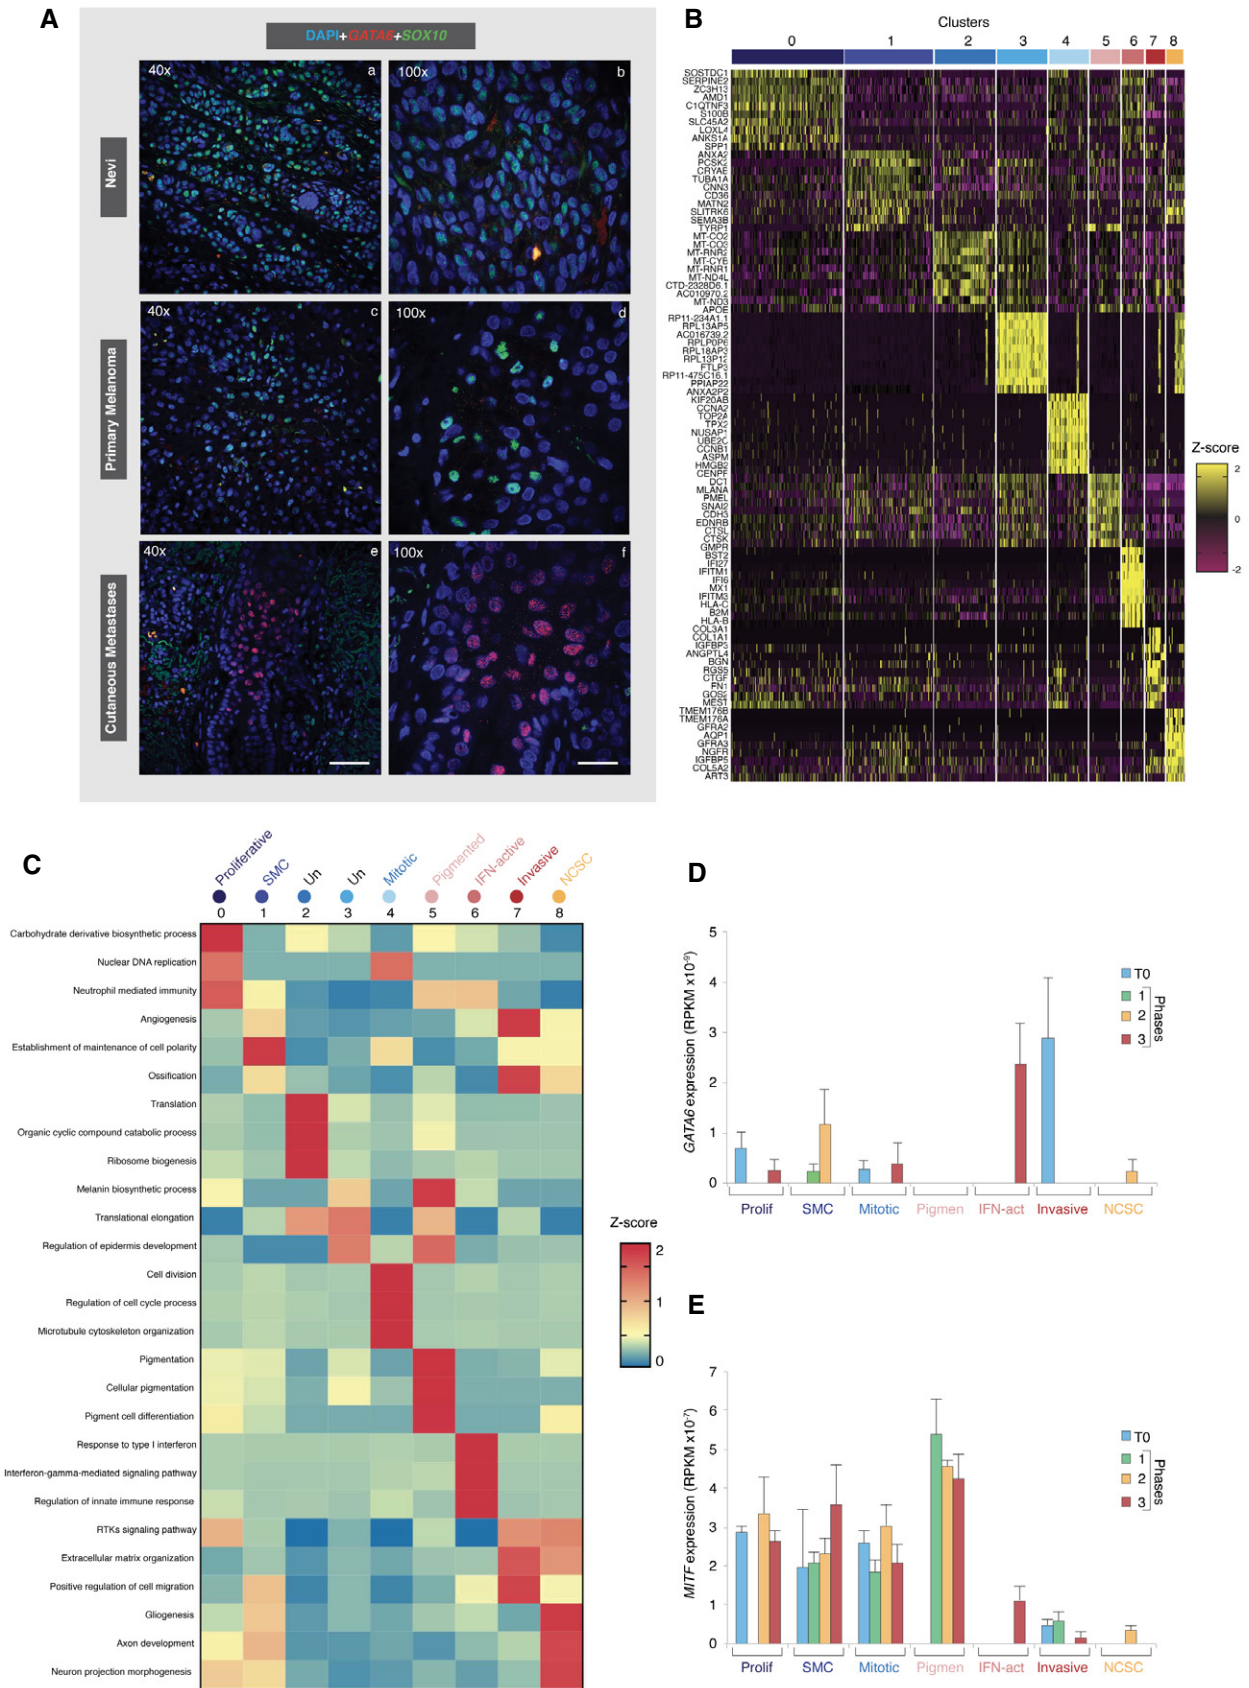 A
DAPI+GATA6+SOX10
Nevi
40x
a
100x
b
Primary Melanoma
40x
c
100x
d
Cutaneous Metastases
40x
e
100x
f
B
Clusters
0 1 2 3 4 5 6 7 8
SOSTDC1
SERPINE2
ZC3H13
AMD1
C1QTNF3
S100B
SLC45A2
LOXL4
ANKS1A
SPP1
ANXA2
PCSK2
CRYAB
TUBA1A
CNN3
CD36
MATN2
SLITRK6
SEMA3B
TYRP1
MT-CO2
MT-CO3
MT-RNR2
MT-CYB
MT-RNR1
MT-ND4L
CTD-2328D6.1
AC010970.2
MT-ND3
APOE
RP11-234A1.1
RPL13AP5
AC016739.2
RPLP0P6
RPL18AP3
RPL13P12
FTLP3
RP11-475C16.1
PPIAP22
ANXA2P2
KIF20AB
CCNA2
TOP2A
TPX2
NUSAP1
UBE2C
CCNB1
ASPM
HMGB2
CENPF
DC1
MLANA
PMEL
SNAI2
CDH3
EDNRB
CTSL
CTSK
GMPR
BST2
IFI27
IFITM1
IFI6
MX1
IFITM3
HLA-C
B2M
HLA-B
COL3A1
COL1A1
IGFBP3
ANGPTL4
BGN
RGS5
CTGF
FN1
GOS2
MES1
TMEM176B
TMEM176A
GFRA2
AQP1
GFRA3
NGFR
IGFBP5
COL5A2
ART3
Z-score
2
0
-2
C
Proliferative SMC Un Un Mitotic Pigmented IFN-active Invasive NCSC
0 1 2 3 4 5 6 7 8
Carbohydrate derivative biosynthetic process
Nuclear DNA replication
Neutrophil mediated immunity
Angiogenesis
Establishment of maintenance of cell polarity
Ossification
Translation
Organic cyclic compound catabolic process
Ribosome biogenesis
Melanin biosynthetic process
Translational elongation
Regulation of epidermis development
Cell division
Regulation of cell cycle process
Microtubule cytoskeleton organization
Pigmentation
Cellular pigmentation
Pigment cell differentiation
Response to type I interferon
Interferon-gamma-mediated signaling pathway
Regulation of innate immune response
RTKs signaling pathway
Extracellular matrix organization
Positive regulation of cell migration
Gliogenesis
Axon development
Neuron projection morphogenesis
Z-score
2
1
0
D
GATA6 expression (RPKM x10⁻⁹)
5
4
3
2
1
0
Prolif SMC Mitotic Pigmen IFN-act Invasive NCSC
T0
1
2
3
Phases
E
MITF expression (RPKM x10⁻⁷)
7
6
5
4
3
2
1
0
Prolif SMC Mitotic Pigmen IFN-act Invasive NCSC
T0
1
2
3
Phases